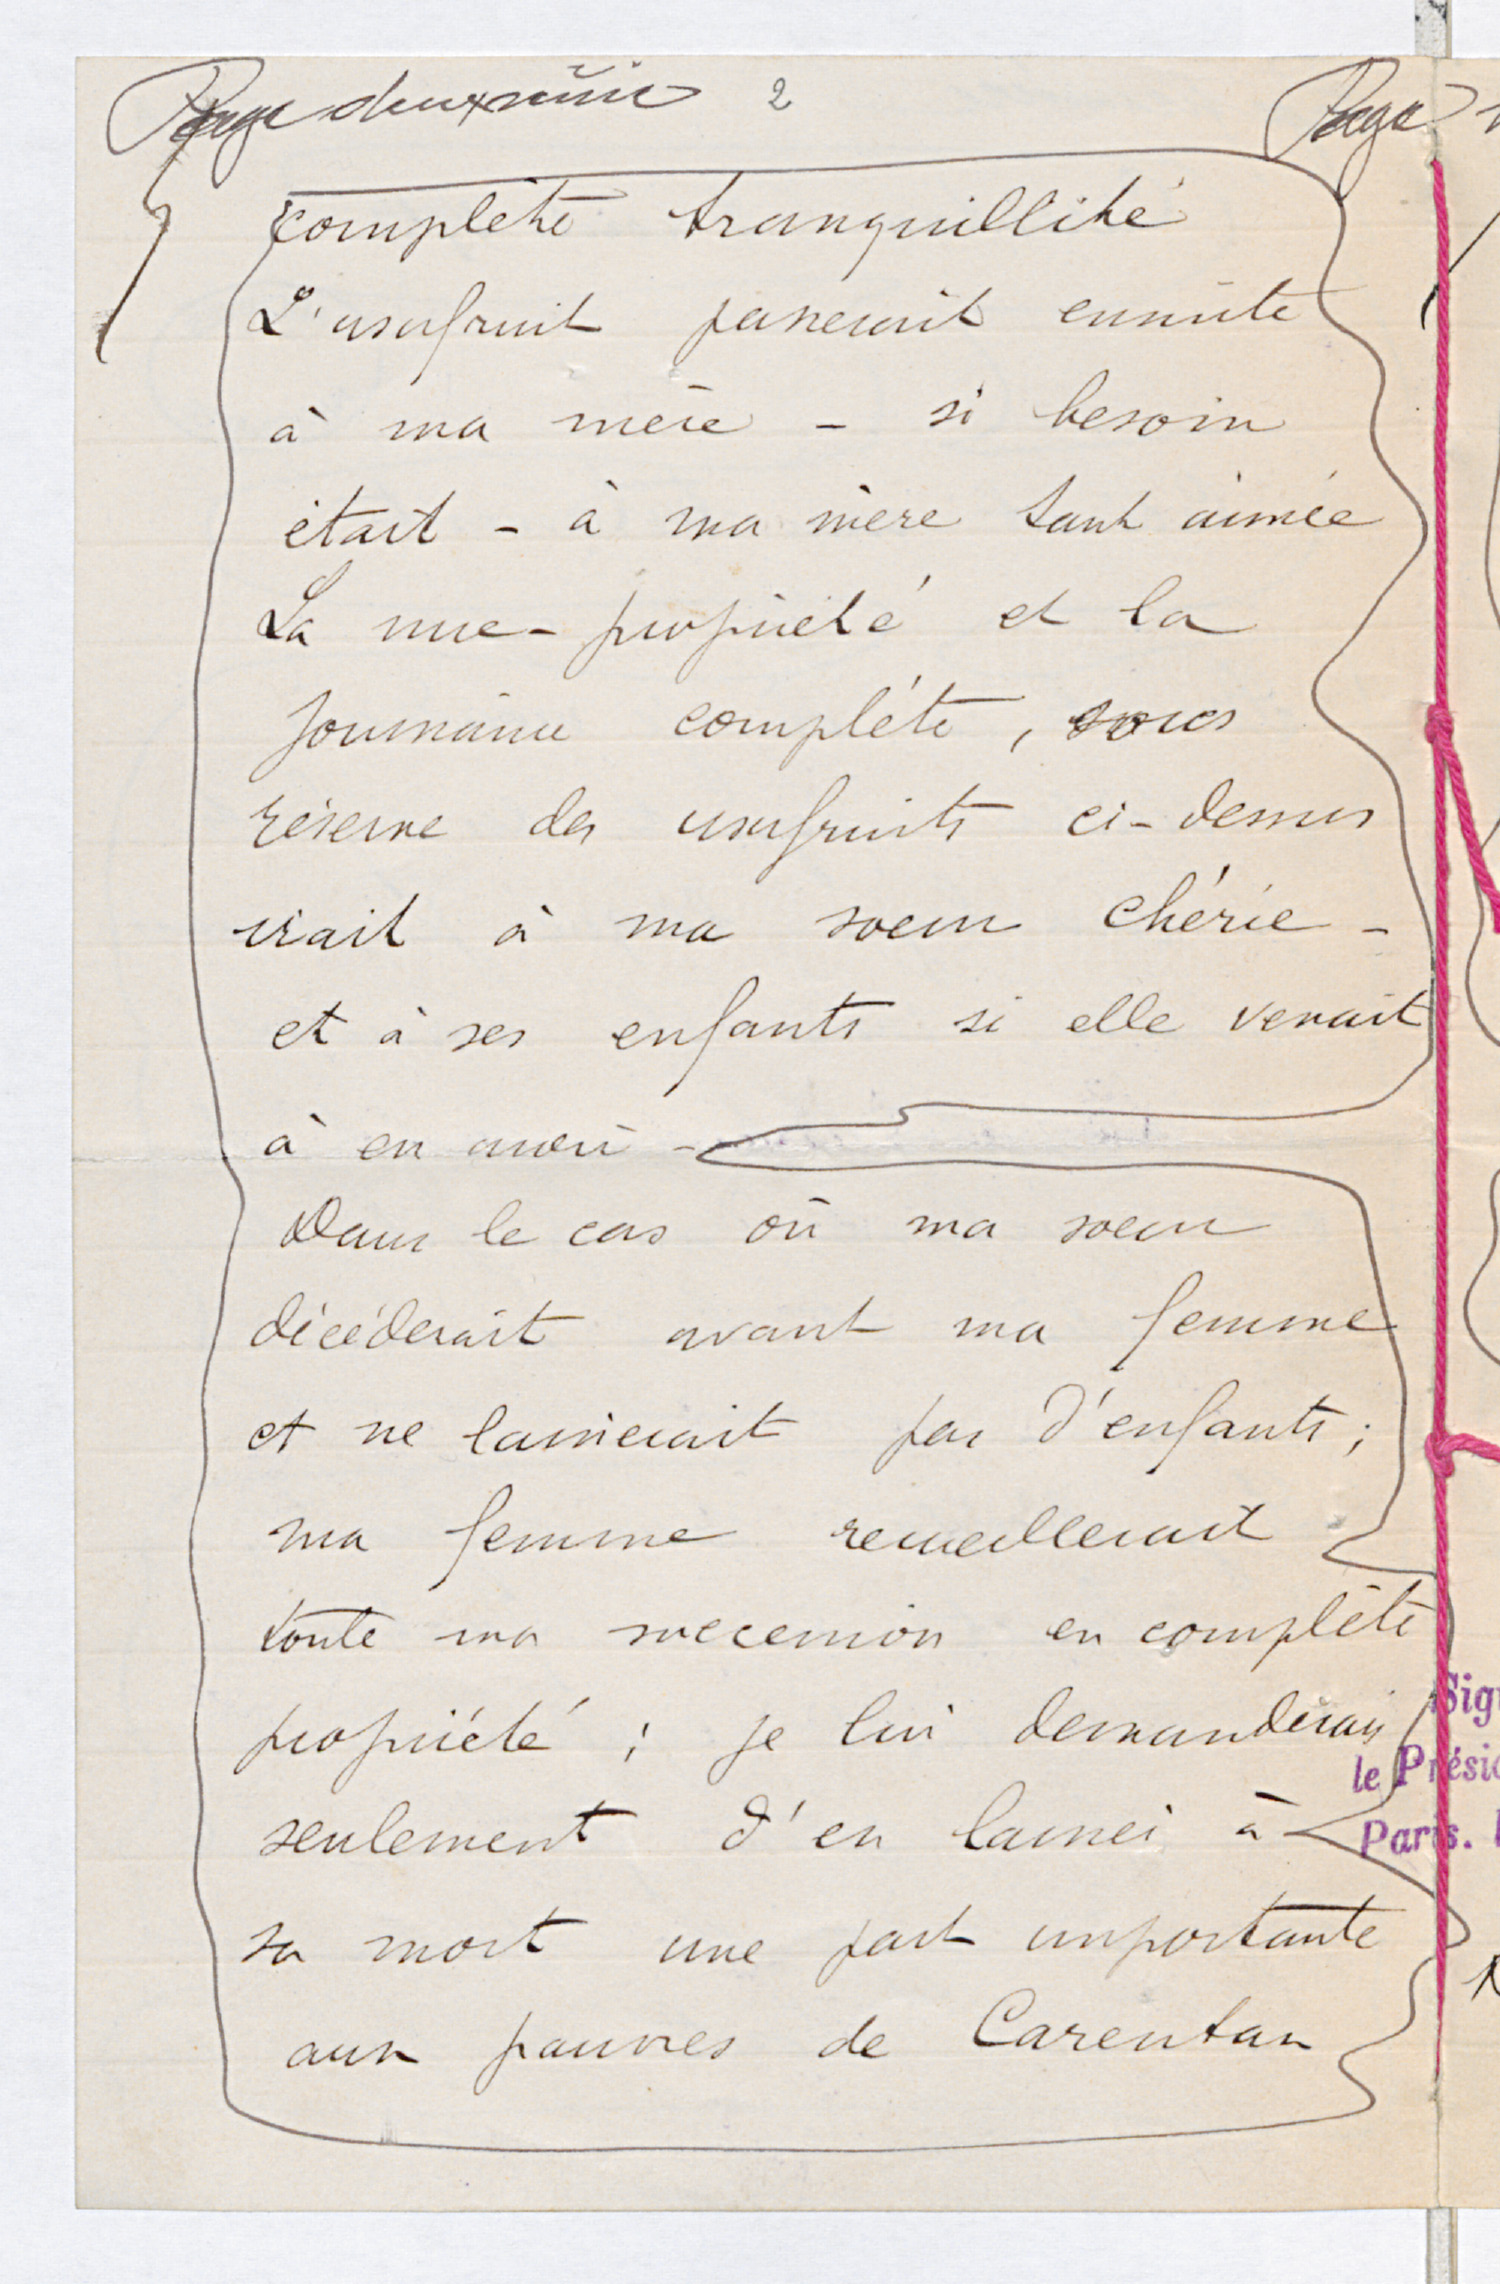 Page deuxième 2
Page
complète tranquillité
L'usufruit passerait ensuite
à ma mère - si besoin
était - à ma mère tant aimée
La nue-propriété et la
jouissance complète, sous
réserve des usufruits ci-dessus
irait à ma soeur chérie -
et à ses enfants si elle venait
à en avoir -
Dans le cas où ma soeur
décéderait avant ma femme
et ne laisserait pas d'enfants ;
ma femme recueillerait
toute ma succession en complète
propriété ; je lui demanderais
seulement d'en laisser à
sa mort une part importante
aux pauvres de Carentan
Sig
le Prési
Paris.